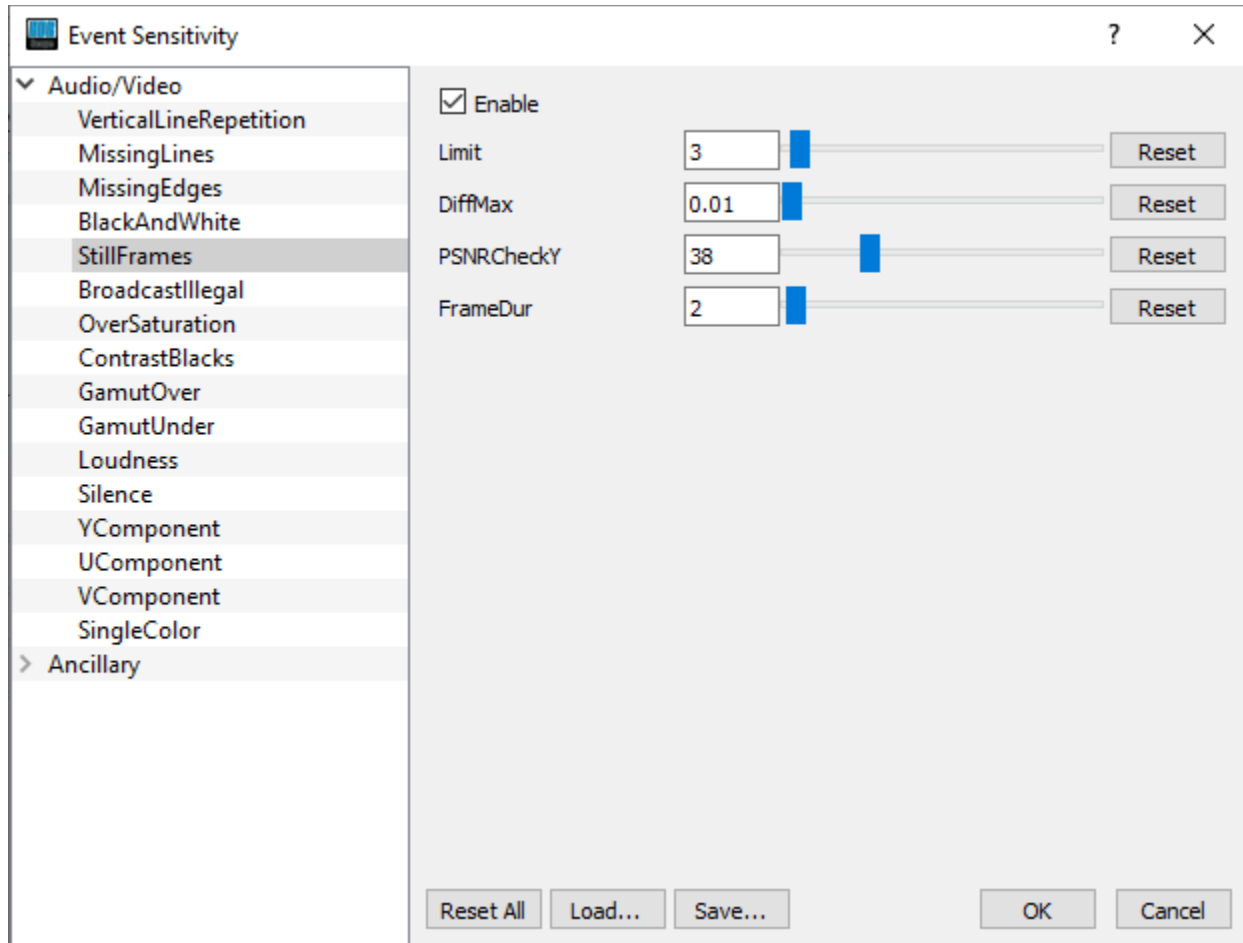 Event Sensitivity ?
Audio/Video
VerticalLineRepetition
MissingLines
MissingEdges
BlackAndWhite
StillFrames
BroadcastIllegal
OverSaturation
ContrastBlacks
GamutOver
GamutUnder
Loudness
Silence
YComponent
UComponent
VComponent
SingleColor
Ancillary
Enable
Limit 3 Reset
DiffMax 0.01 Reset
PSNRCheckY 38 Reset
FrameDur 2 Reset
Reset All Load... Save... OK Cancel